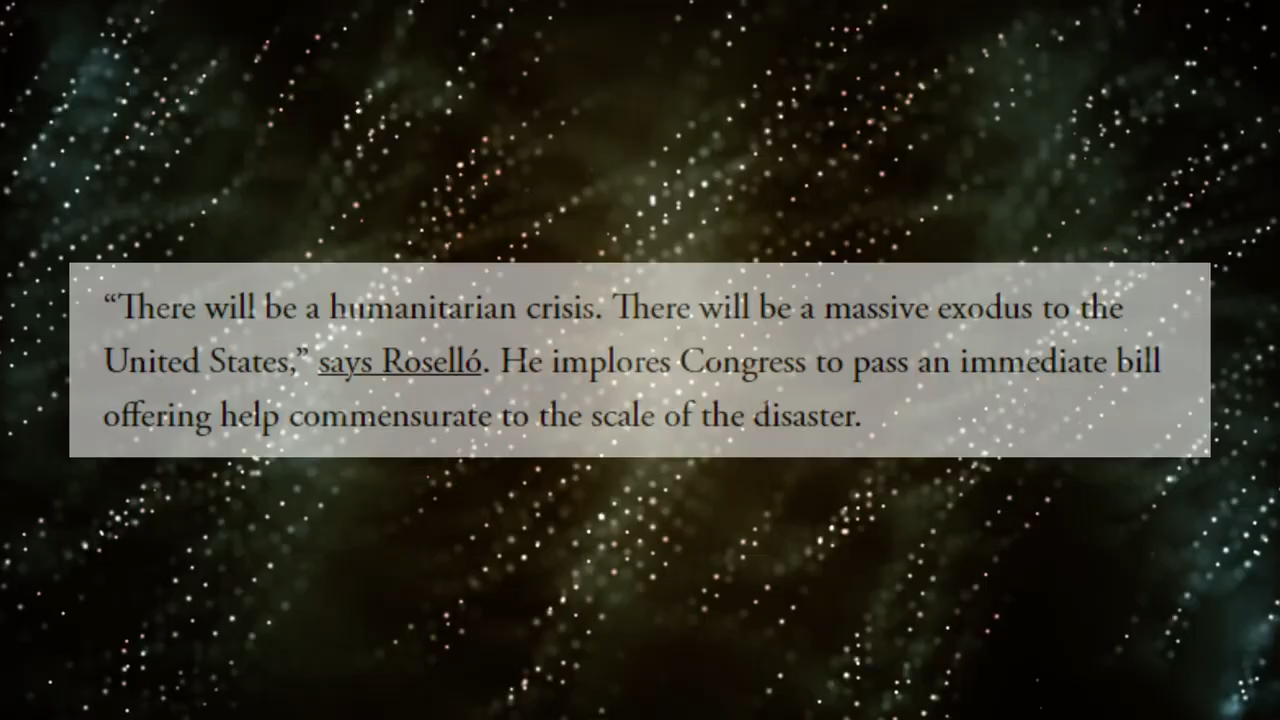 “There will be a humanitarian crisis. There will be a massive exodus to the
United States,” says Roselló. He implores Congress to pass an immediate bill
offering help commensurate to the scale of the disaster.